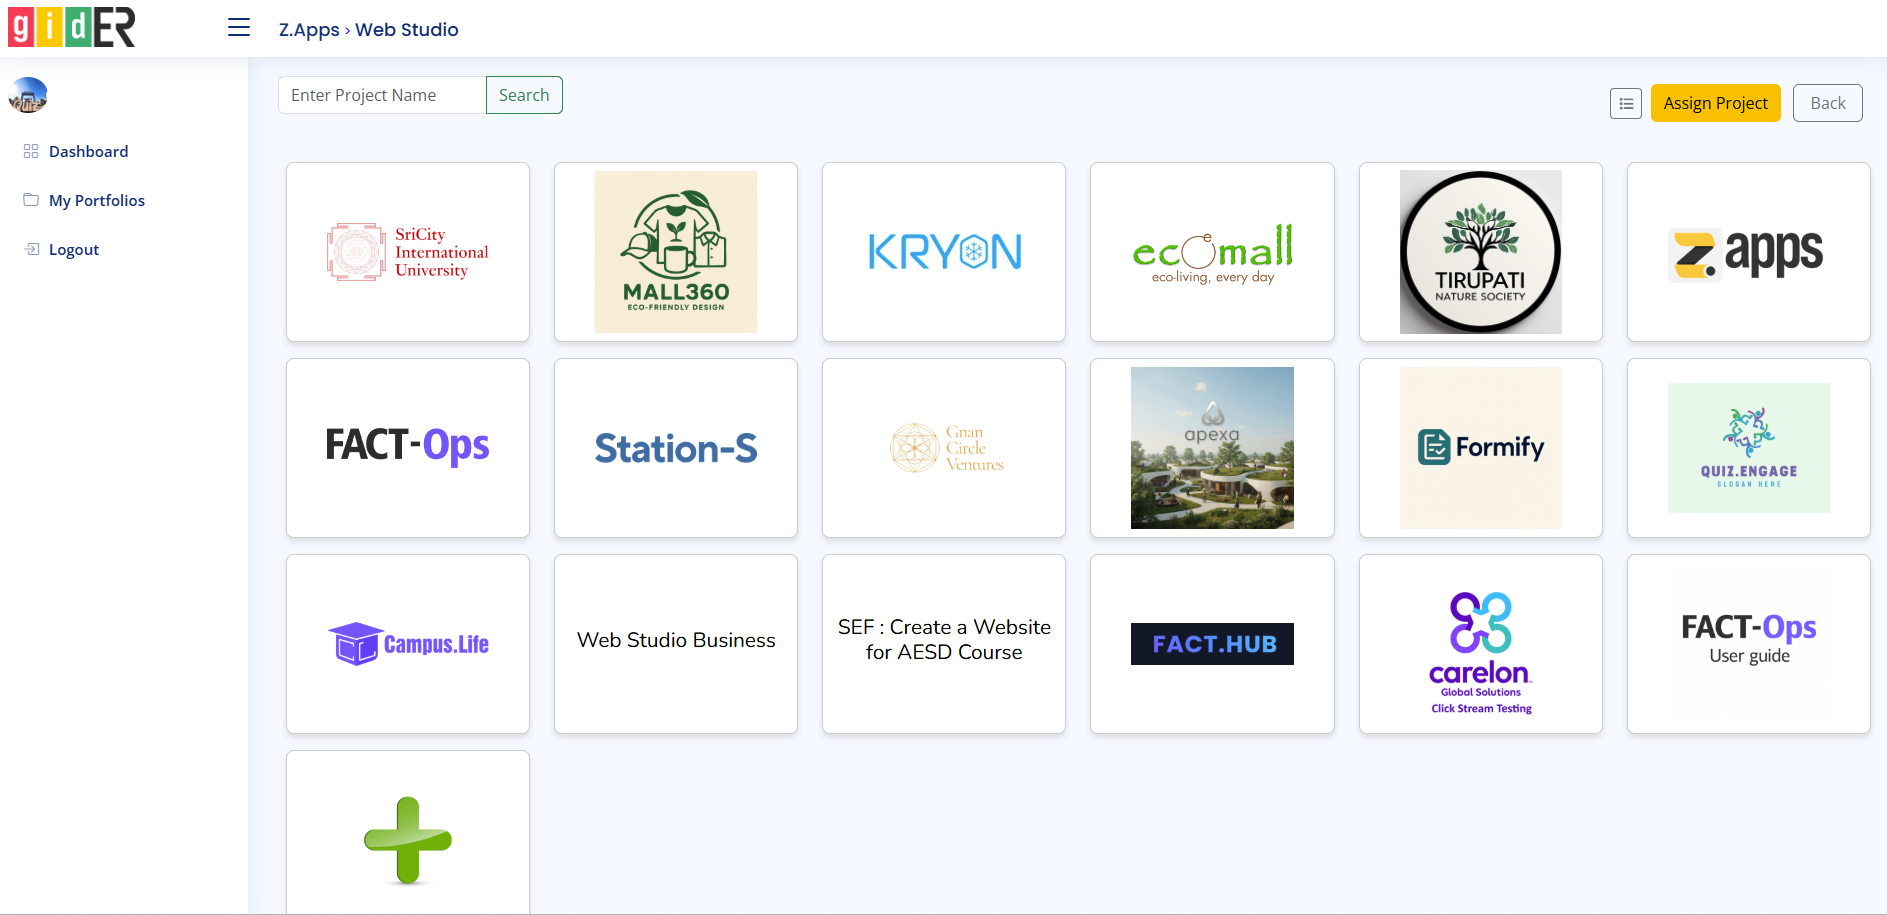 gidER
Z.Apps › Web Studio
Quiz
Dashboard
My Portfolios
Logout
Enter Project Name
Search
Assign Project
Back
SriCity
International
University
MALL360
ECO-FRIENDLY DESIGN
KRYON
ecomall
eco-living, every day
TIRUPATI
NATURE SOCIETY
z. apps
FACT-Ops
Station-S
Gnan
Circle
Ventures
apexa
Formify
QUIZ.ENGAGE
SLOGAN HERE
Campus.Life
Web Studio Business
SEF : Create a Website
for AESD Course
FACT.HUB
carelon
Global Solutions
Click Stream Testing
FACT-Ops
User guide